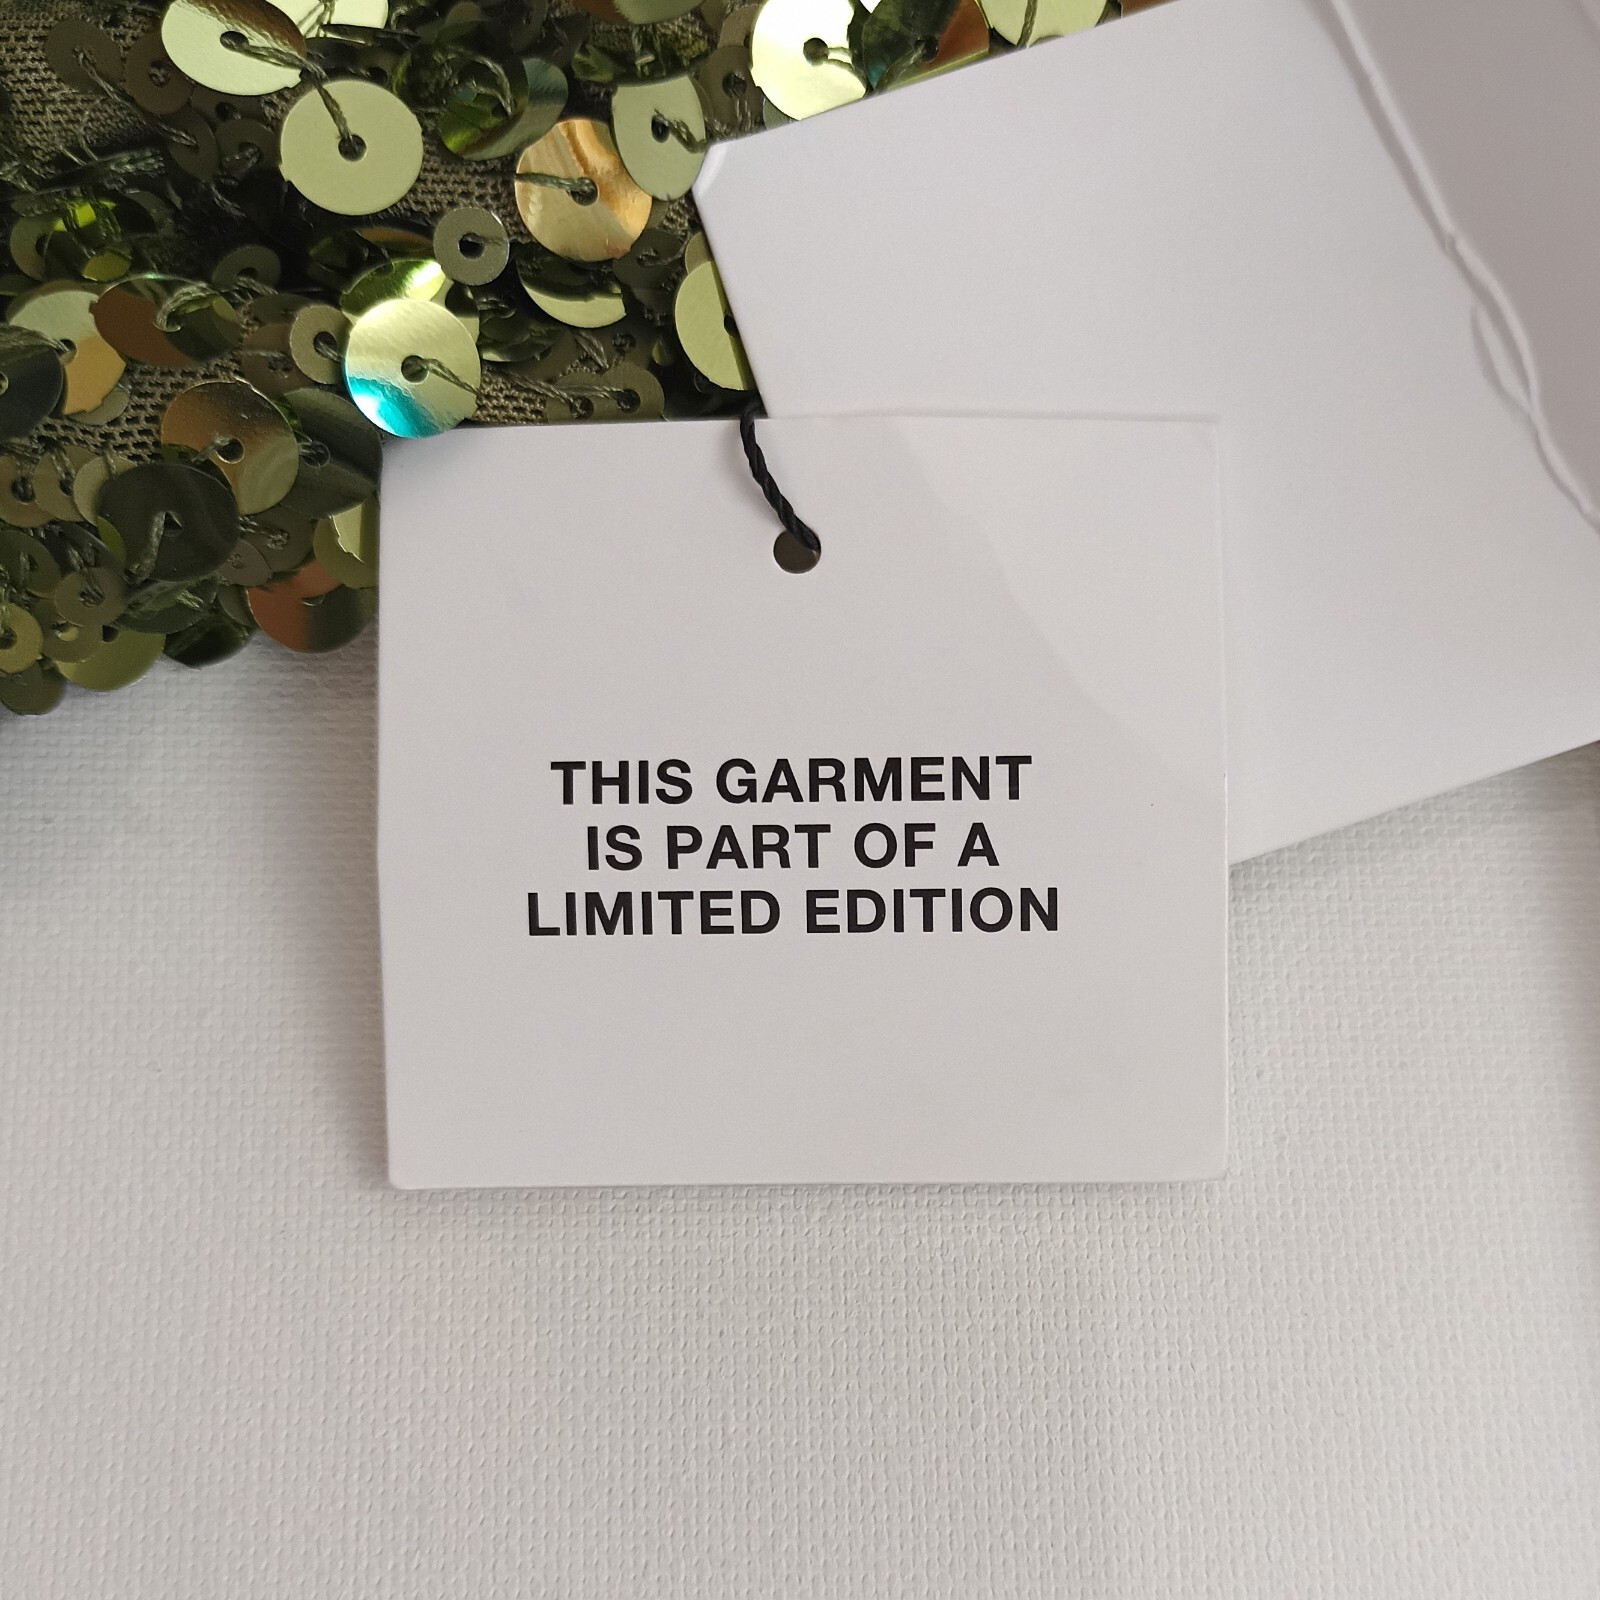 THIS GARMENT
IS PART OF A
LIMITED EDITION